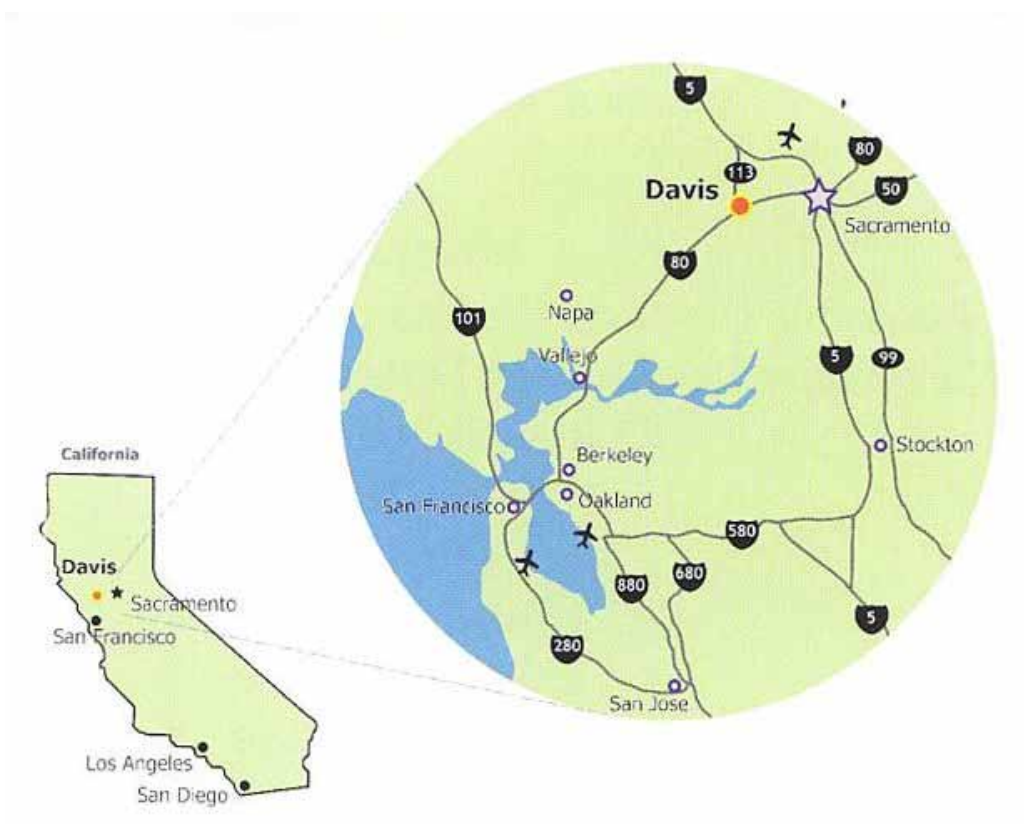 5
80
113
50
Davis
Sacramento
80
Napa
101
Vallejo
5
99
Stockton
Berkeley
Oakland
San Francisco
580
880
680
5
280
San Jose
California
Davis
Sacramento
San Francisco
Los Angeles
San Diego